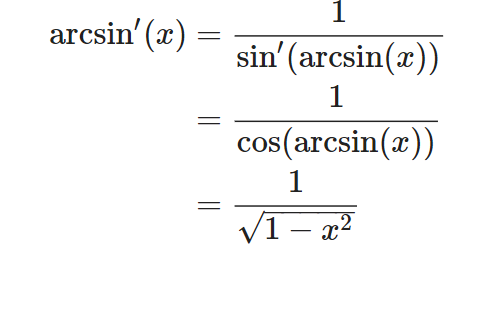 arcsin′(x) = 1/sin′(arcsin(x))
= 1/cos(arcsin(x))
= 1/√(1 − x²)